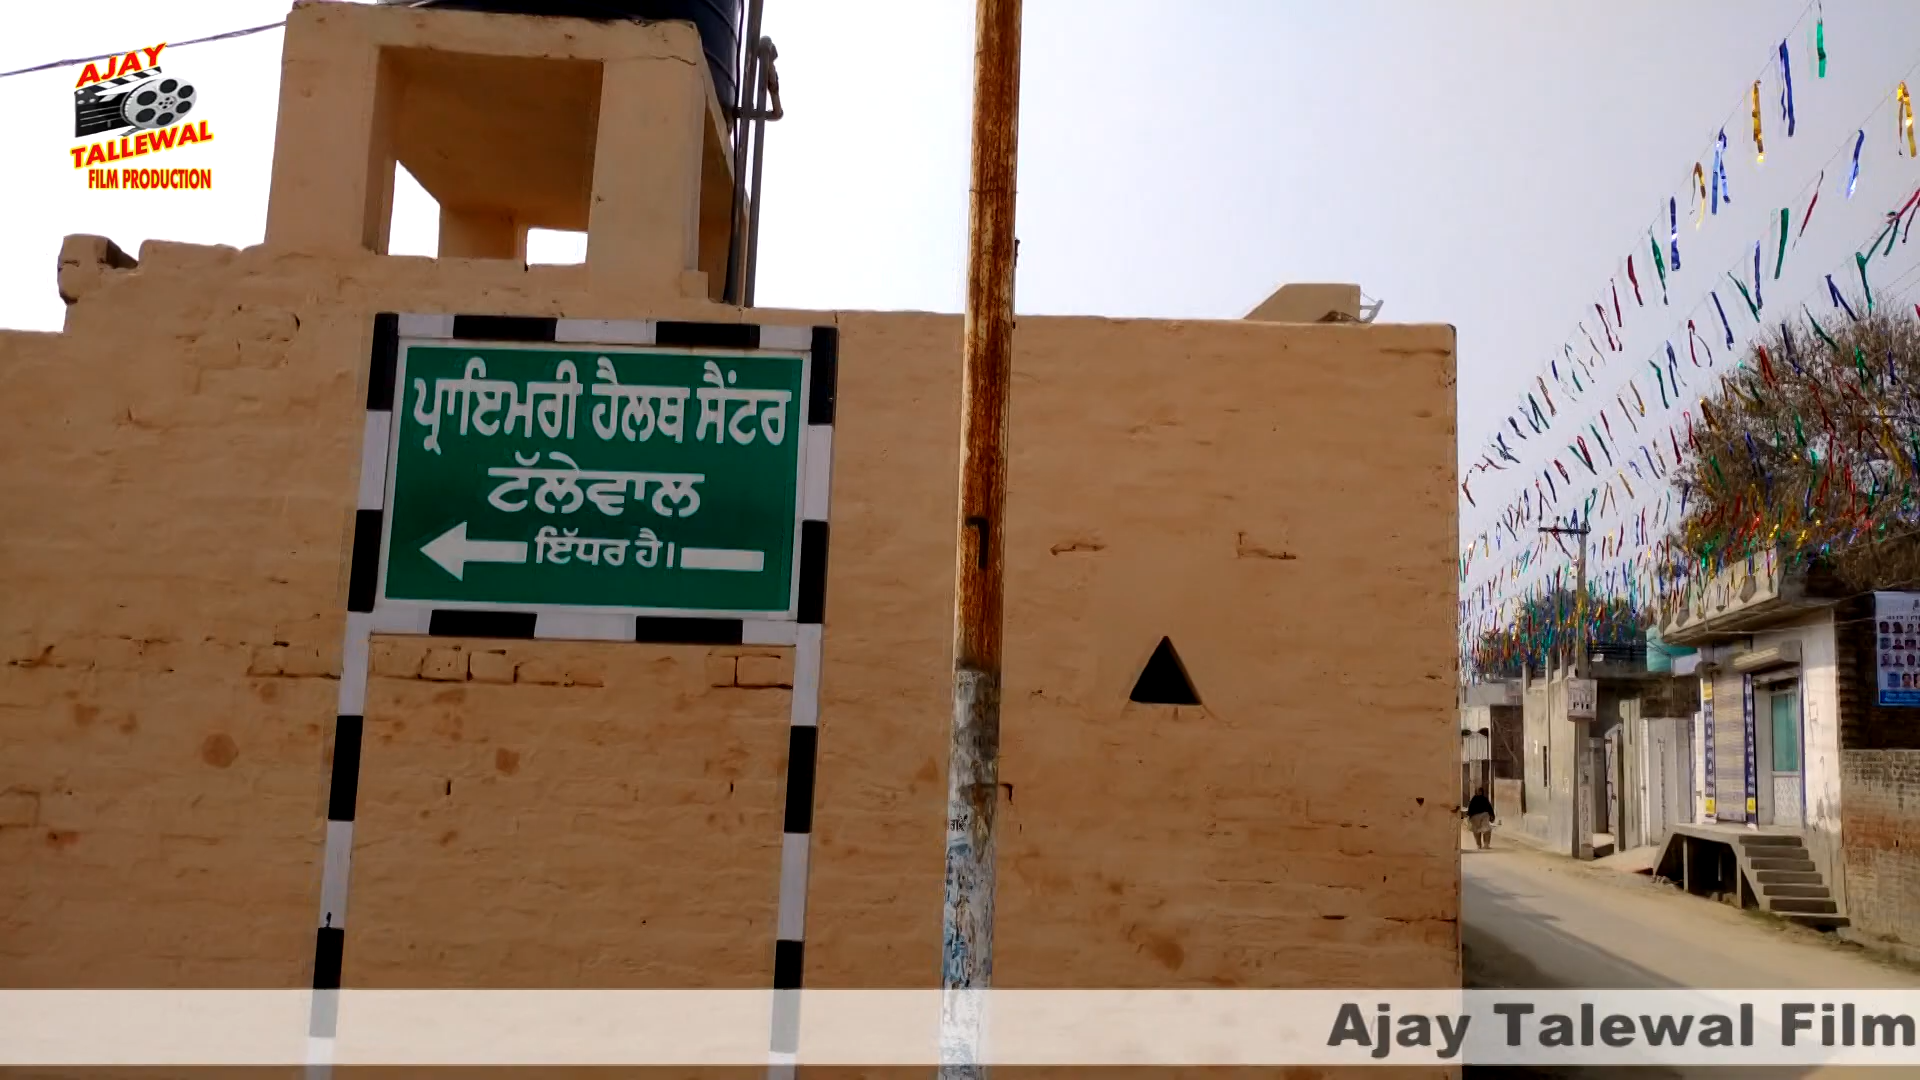 AJAY
TALLEWAL
FILM PRODUCTION
ਪ੍ਰਾਇਮਰੀ ਹੈਲਥ ਸੈਂਟਰ
ਟੱਲੇਵਾਲ
ਇੱਧਰ ਹੈ।
Ajay Talewal Film